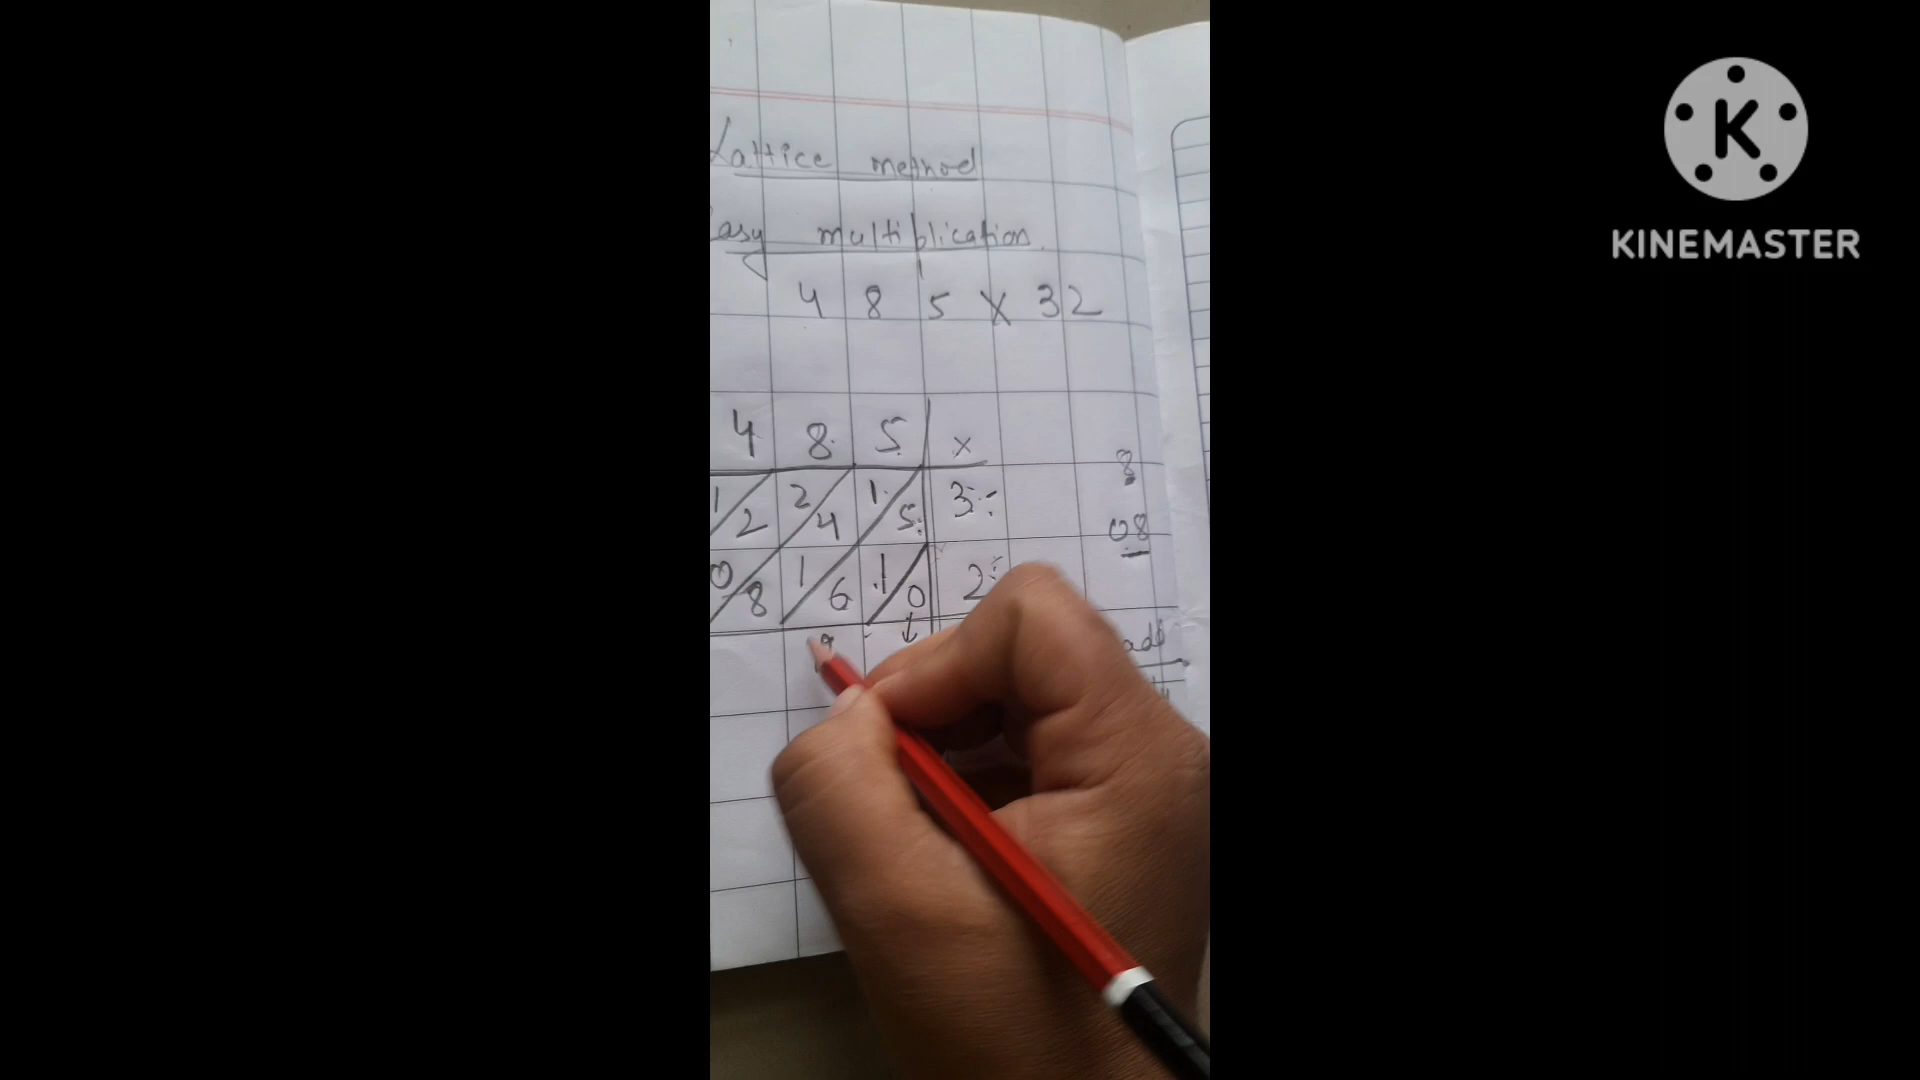 Lattice method
Easy multiplication.
4 8 5 X 32
4 8 5 x
1 2 2 4 1 5 3
0 8 1 6 1 0 2
8
08
add
K
KINEMASTER